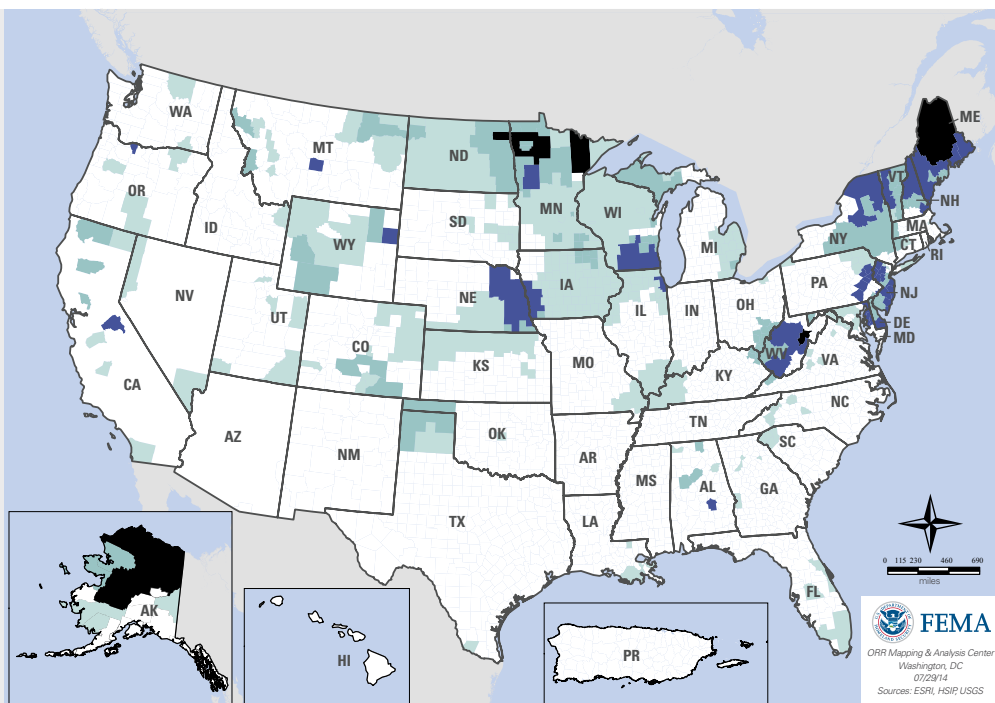 WA
ME
MT
ND
VT
OR
NH
MN
WI
SD
MA
ID
NY
WY
MI
CT
RI
PA
IA
NE
NJ
NV
OH
IL
IN
UT
DE
CO
MD
WV
VA
KS
MO
KY
CA
NC
TN
OK
AZ
SC
NM
AR
MS
AL
GA
TX
LA
0 115 230 460 690
miles
FL
AK
HI
PR
FEMA
ORR Mapping & Analysis Center
Washington, DC
07/29/14
Sources: ESRI, HSIP, USGS